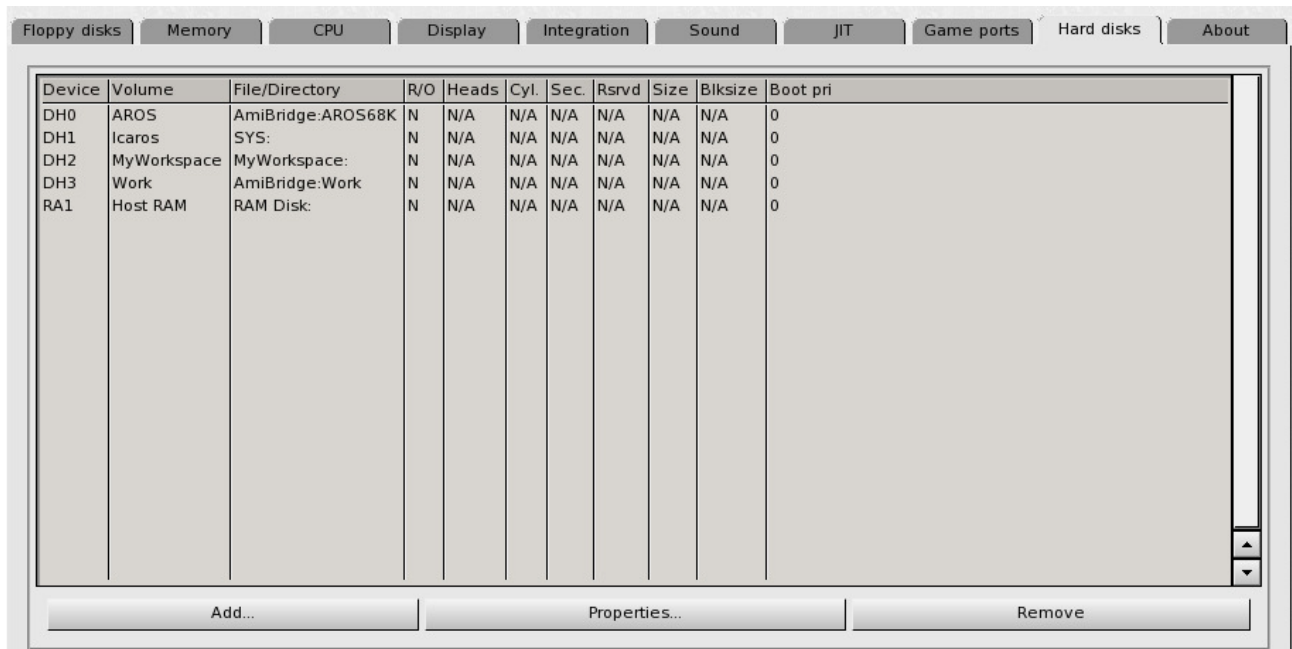 Floppy disks Memory CPU Display Integration Sound JIT Game ports Hard disks About
Device Volume File/Directory R/O Heads Cyl. Sec. Rsrvd Size Blksize Boot pri
DH0 AROS AmiBridge:AROS68K N N/A N/A N/A N/A N/A N/A 0
DH1 Icaros SYS: N N/A N/A N/A N/A N/A N/A 0
DH2 MyWorkspace MyWorkspace: N N/A N/A N/A N/A N/A N/A 0
DH3 Work AmiBridge:Work N N/A N/A N/A N/A N/A N/A 0
RA1 Host RAM RAM Disk: N N/A N/A N/A N/A N/A N/A 0
Add... Properties... Remove